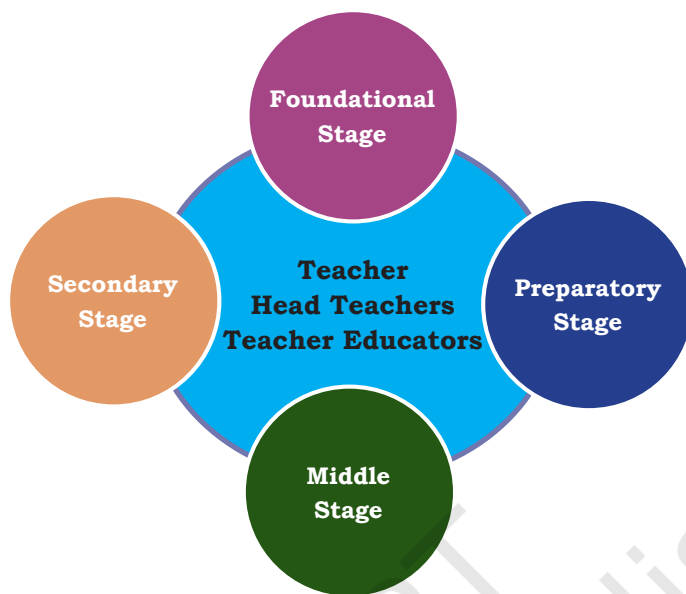 Foundational
Stage
Teacher
Head Teachers
Teacher Educators
Secondary
Stage
Preparatory
Stage
Middle
Stage